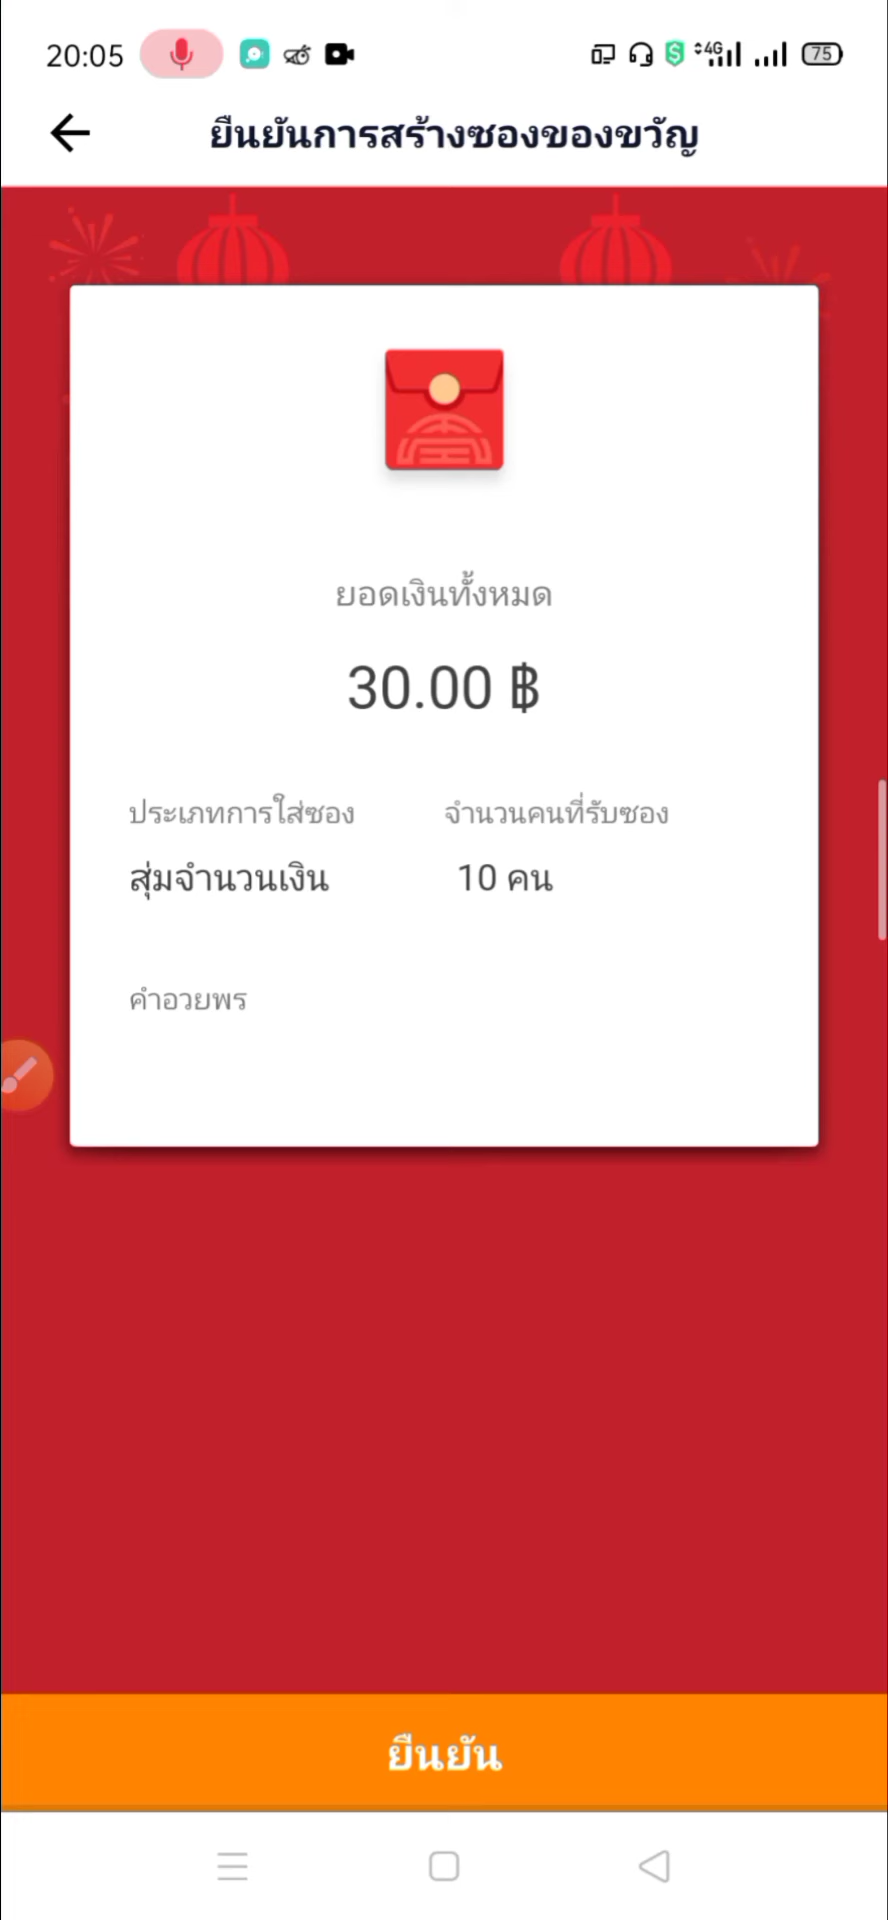 20:05
4G
75
ยืนยันการสร้างซองของขวัญ
ยอดเงินทั้งหมด
30.00 ฿
ประเภทการใส่ซอง
จำนวนคนที่รับซอง
สุ่มจำนวนเงิน
10 คน
คำอวยพร
ยืนยัน